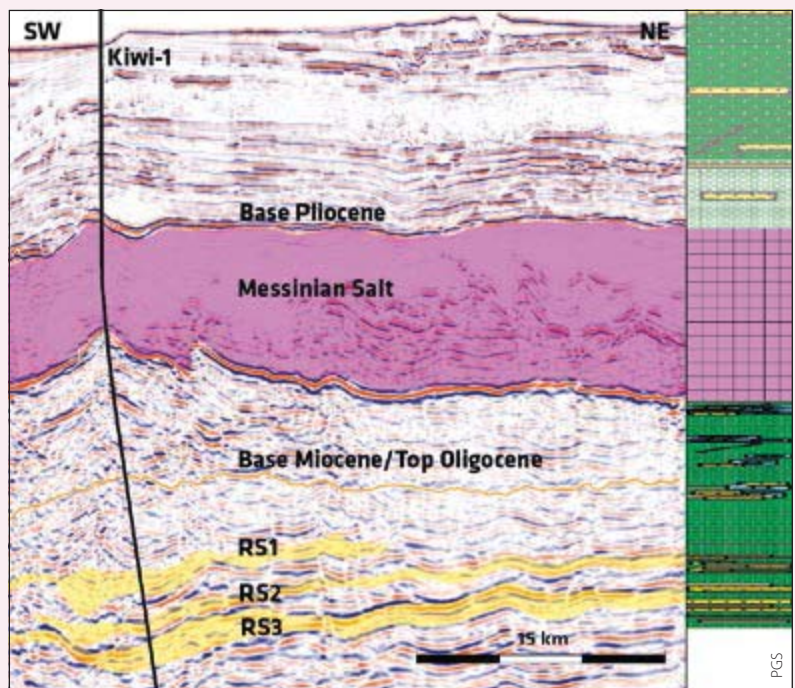 SW
NE
Kiwi-1
Base Pliocene
Messinian Salt
Base Miocene/Top Oligocene
RS1
RS2
RS3
15 km
PGS